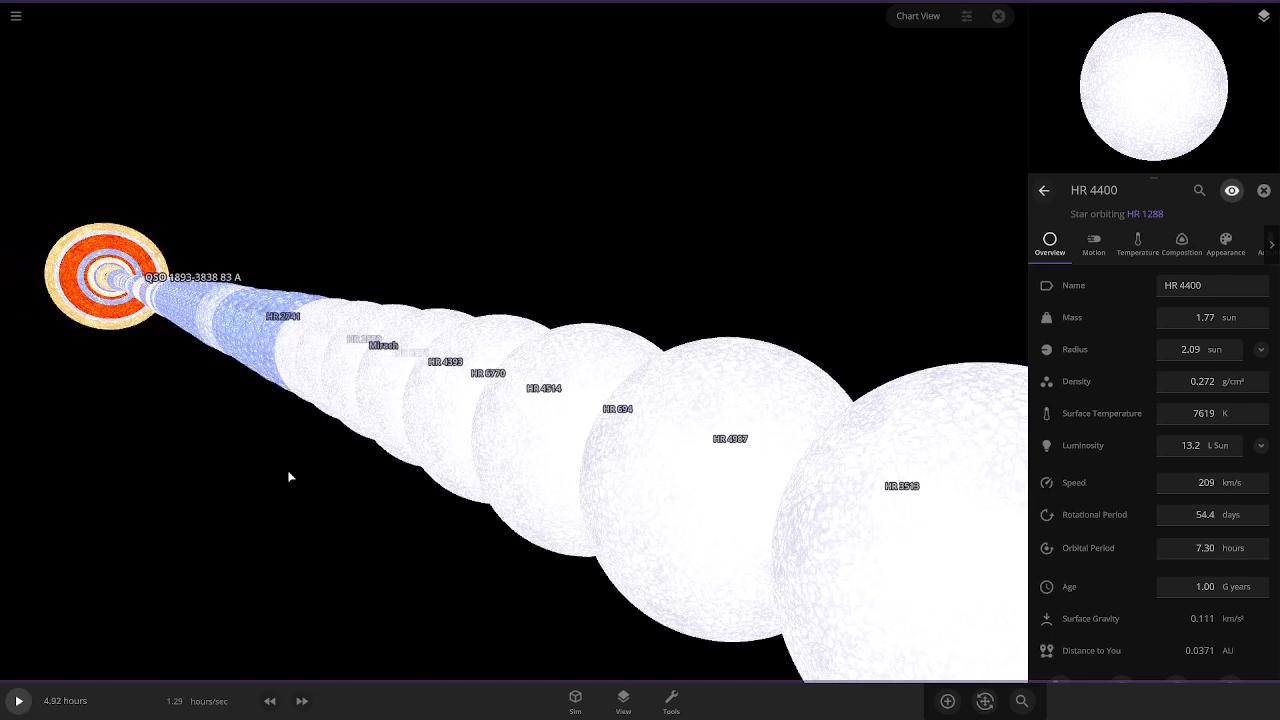 Chart View
QSO 1893-3838 83 A
HR 2741
Mirach
HR 4393
HR 6770
HR 4514
HR 694
HR 4987
HR 3513
HR 4400
Star orbiting HR 1288
Overview Motion Temperature Composition Appearance
Name HR 4400
Mass 1.77 sun
Radius 2.09 sun
Density 0.272 g/cm³
Surface Temperature 7619 K
Luminosity 13.2 L Sun
Speed 209 km/s
Rotational Period 54.4 days
Orbital Period 7.30 hours
Age 1.00 G years
Surface Gravity 0.111 km/s²
Distance to You 0.0371 AU
4.92 hours 1.29 hours/sec
Sim View Tools